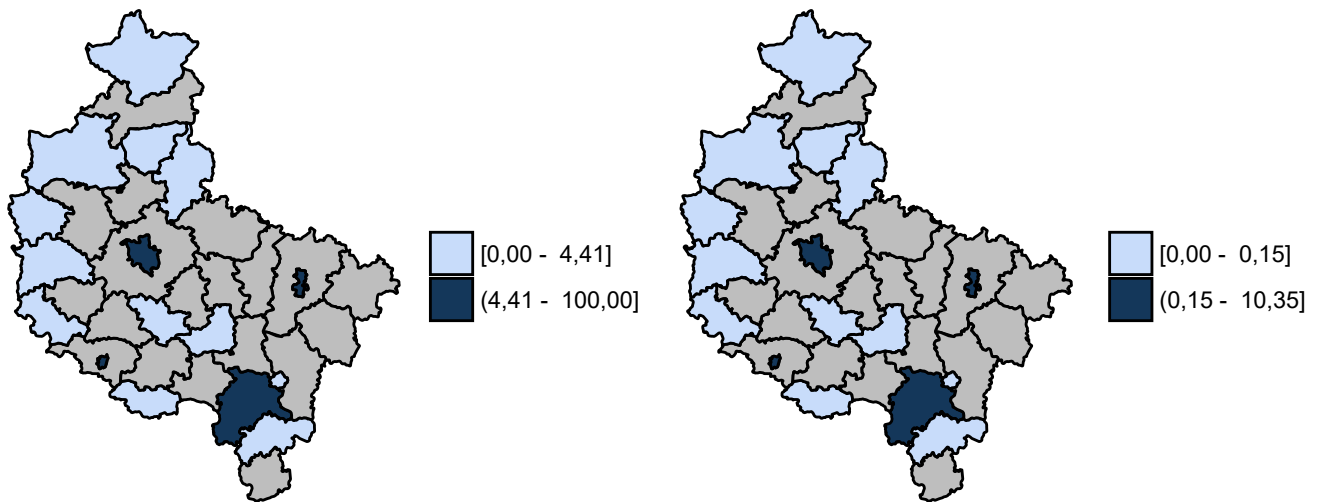 [0,00 - 4,41]
(4,41 - 100,00]
[0,00 - 0,15]
(0,15 - 10,35]